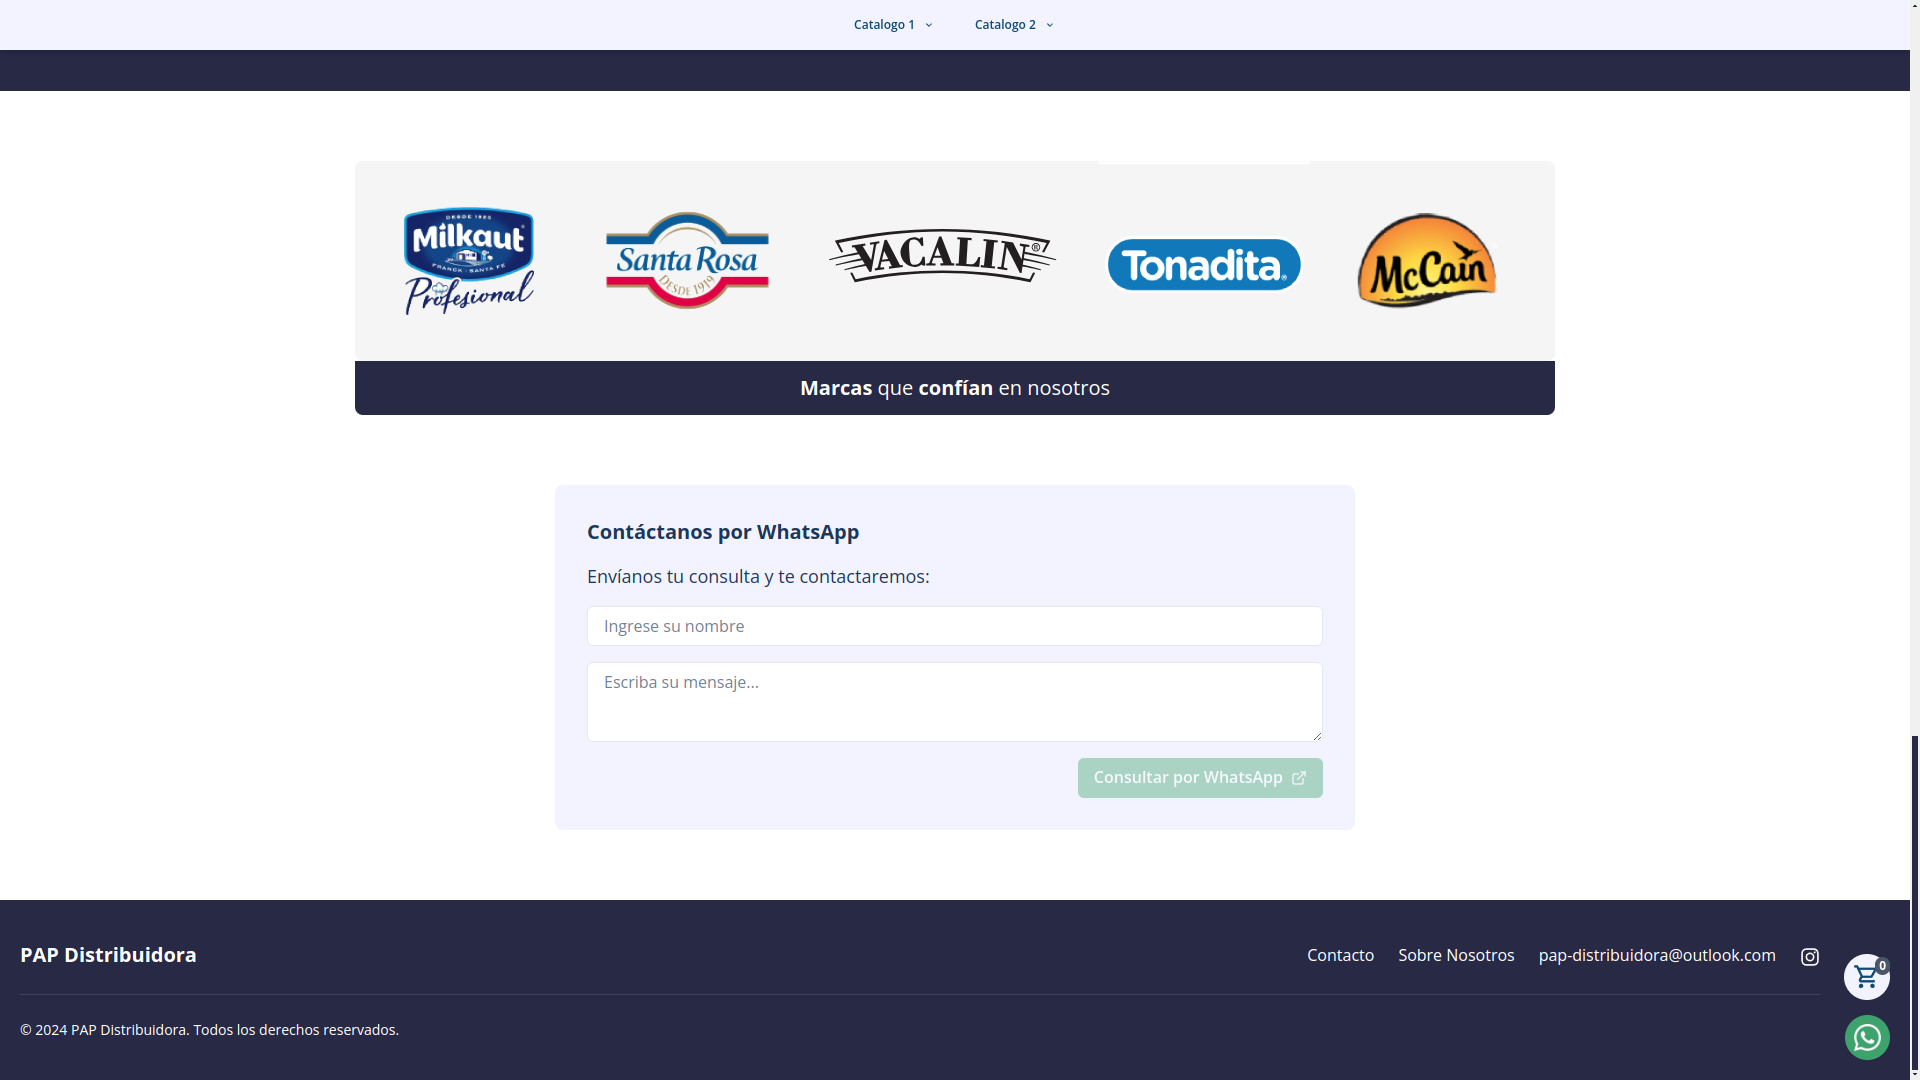 Catalogo 1
Catalogo 2
DESDE 1925
Milkaut
FRANCK · SANTA FE
Profesional
Santa Rosa
DESDE 1919
VACALIN®
Tonadita®
McCain
Marcas que confían en nosotros
Contáctanos por WhatsApp
Envíanos tu consulta y te contactaremos:
Ingrese su nombre
Escriba su mensaje...
Consultar por WhatsApp
PAP Distribuidora
Contacto
Sobre Nosotros
pap-distribuidora@outlook.com
0
© 2024 PAP Distribuidora. Todos los derechos reservados.